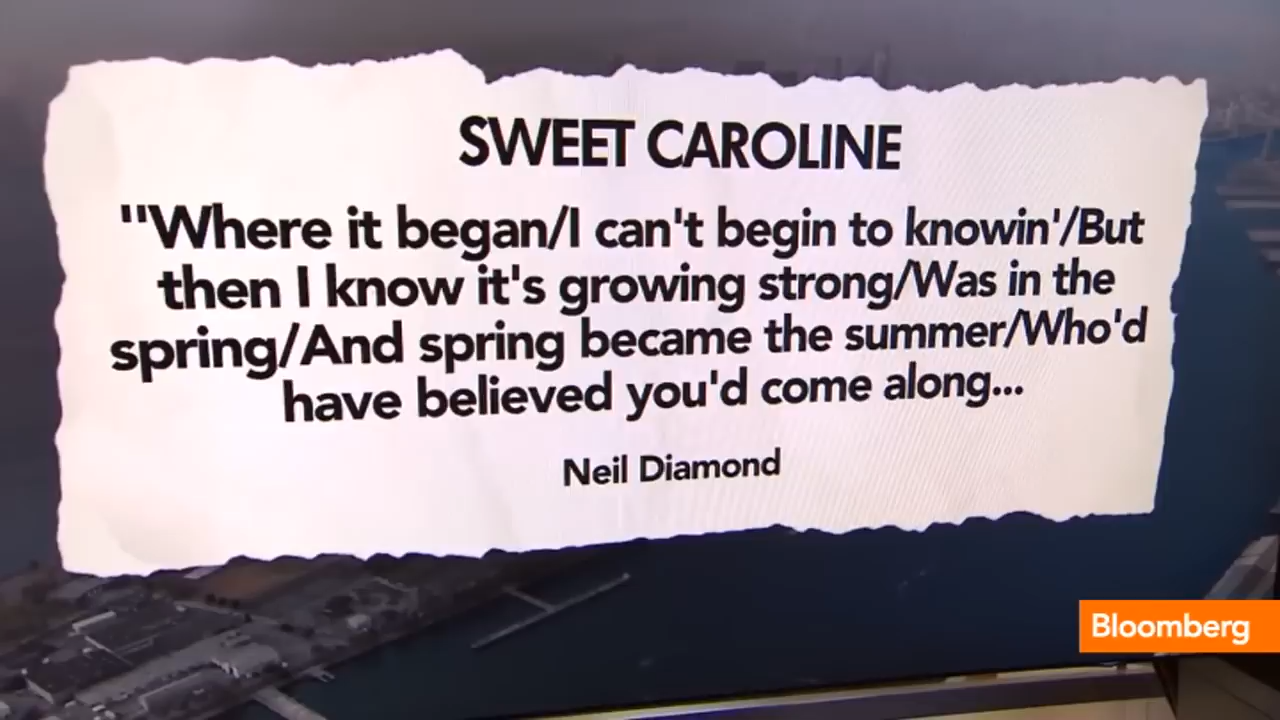 SWEET CAROLINE
"Where it began/I can't begin to knowin'/But
then I know it's growing strong/Was in the
spring/And spring became the summer/Who'd
have believed you'd come along...
Neil Diamond
Bloomberg